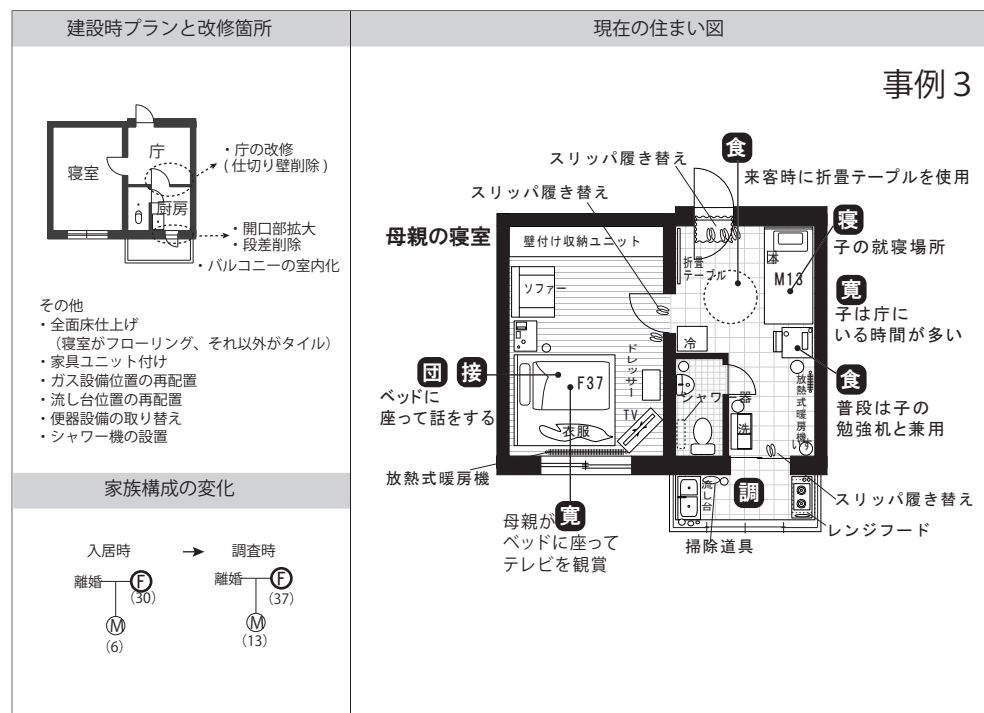 建設時プランと改修箇所
寝室
庁
厨房
・庁の改修
(仕切り壁削除)
・開口部拡大
・段差削除
・バルコニーの室内化
その他
・全面床仕上げ
（寝室がフローリング、それ以外がタイル）
・家具ユニット付け
・ガス設備位置の再配置
・流し台位置の再配置
・便器設備の取り替え
・シャワー機の設置
家族構成の変化
入居時
調査時
離婚
F
(30)
M
(6)
離婚
F
(37)
M
(13)
現在の住まい図
事例３
スリッパ履き替え
食
来客時に折畳テーブルを使用
スリッパ履き替え
母親の寝室
壁付け収納ユニット
ソファー
折畳
テーブル
M13
寝
子の就寝場所
寛
子は庁に
いる時間が多い
冷
食
普段は子の
勉強机と兼用
団 接
ベッドに
座って話をする
F37
ドレッサー
TV
衣服
シャワー器
洗
放熱式暖房機
いす
放熱式暖房機
流し台
調
スリッパ履き替え
レンジフード
掃除道具
寛
母親が
ベッドに座って
テレビを観賞